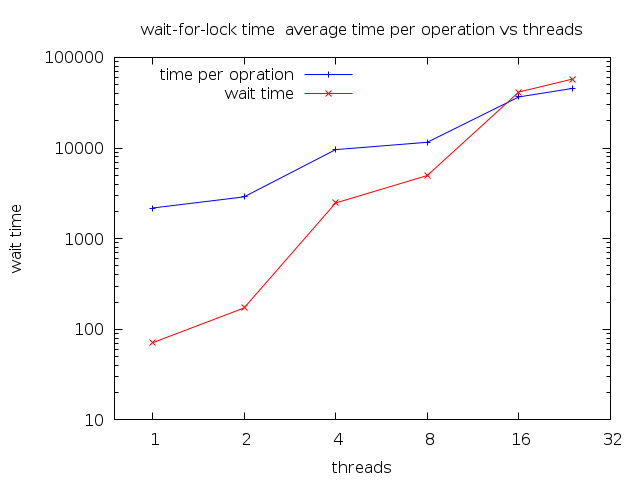 wait-for-lock time  average time per operation vs threads
100000
10000
1000
100
10
time per opration
wait time
wait time
1 2 4 8 16 32
threads